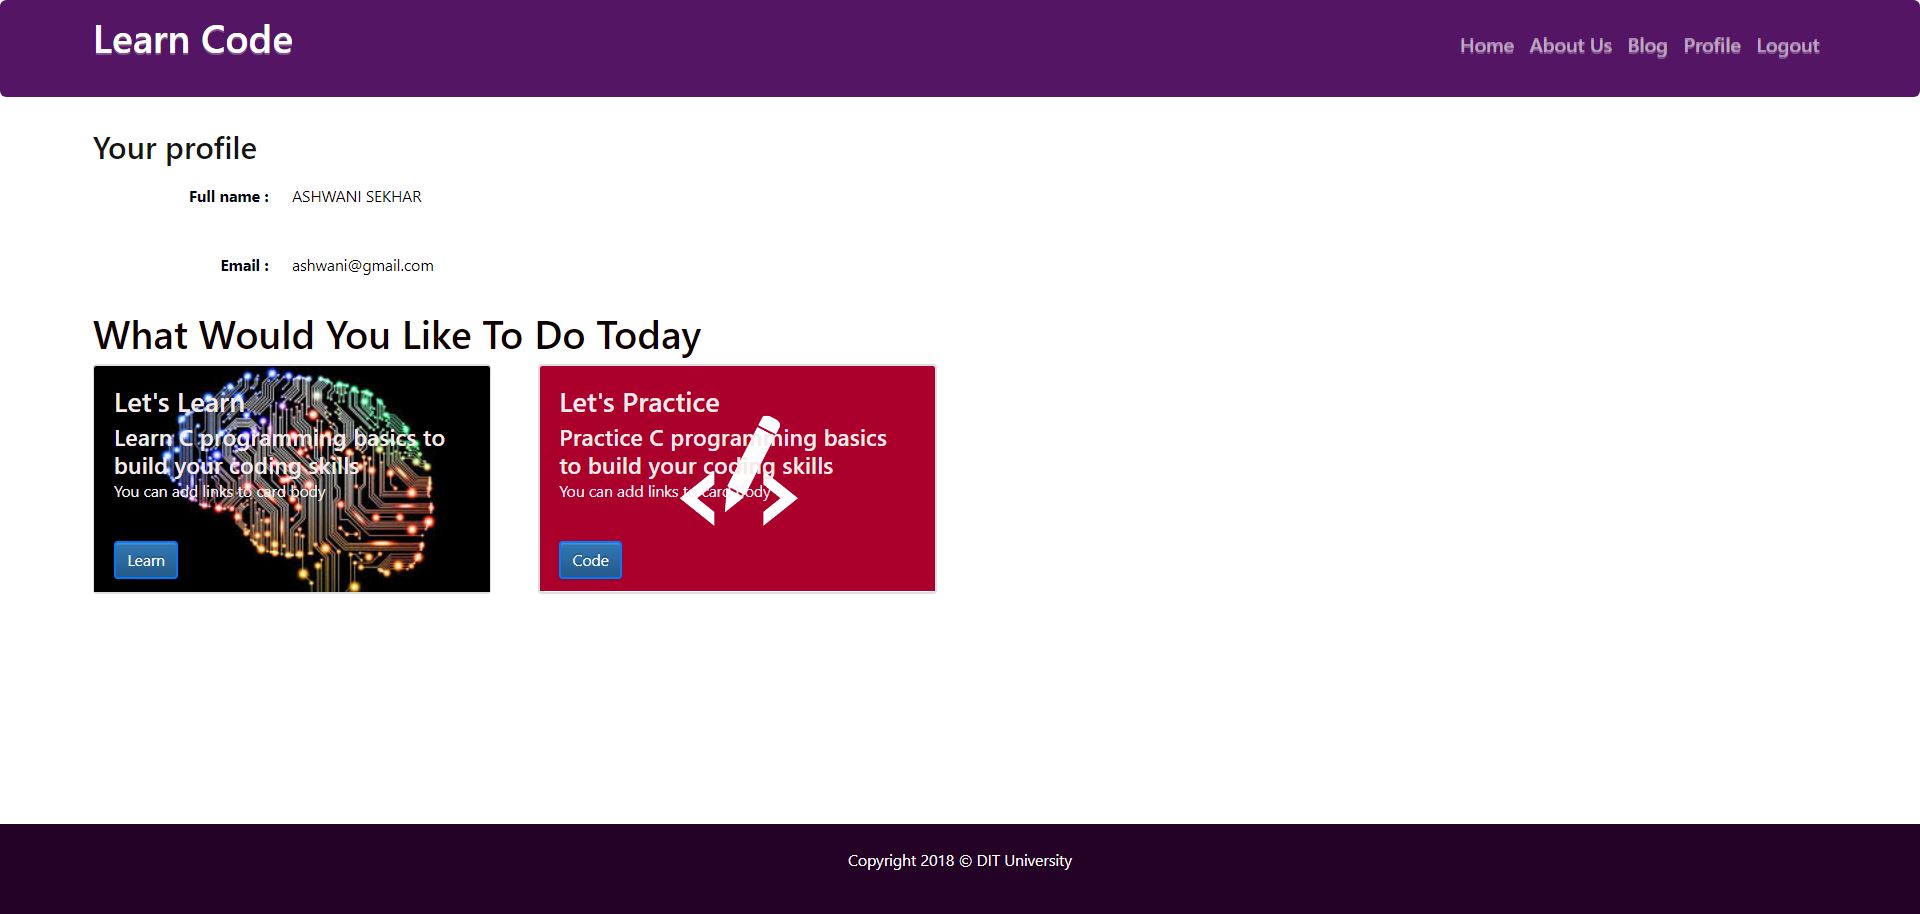 Learn Code
Home About Us Blog Profile Logout
Your profile
Full name : ASHWANI SEKHAR
Email : ashwani@gmail.com
What Would You Like To Do Today
Let's Learn
Learn C programming basics to
build your coding skills
You can add links to card body
Learn
Let's Practice
Practice C programming basics
to build your coding skills
You can add links to card body
Code
Copyright 2018 © DIT University